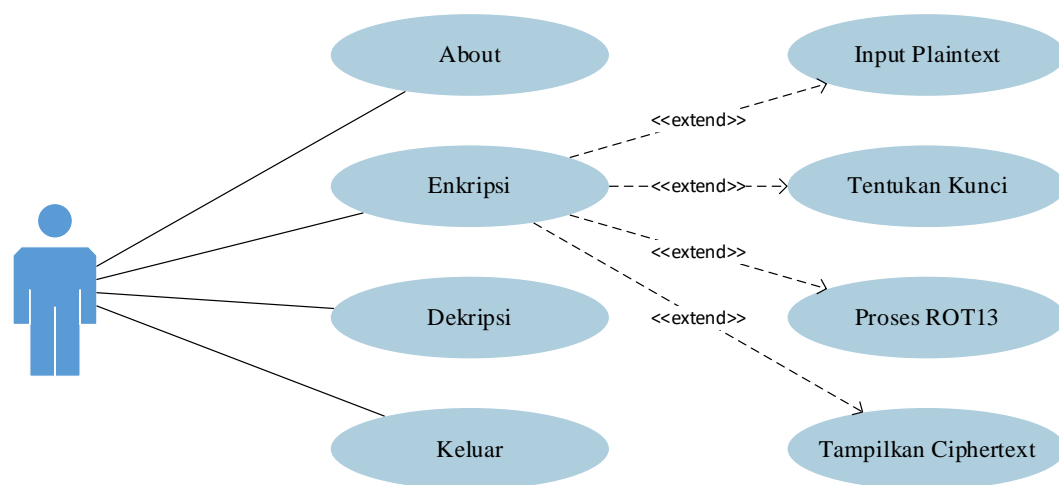 About
Input Plaintext
<<extend>>
Enkripsi
<<extend>>
Tentukan Kunci
<<extend>>
Dekripsi
<<extend>>
Proses ROT13
Keluar
Tampilkan Ciphertext